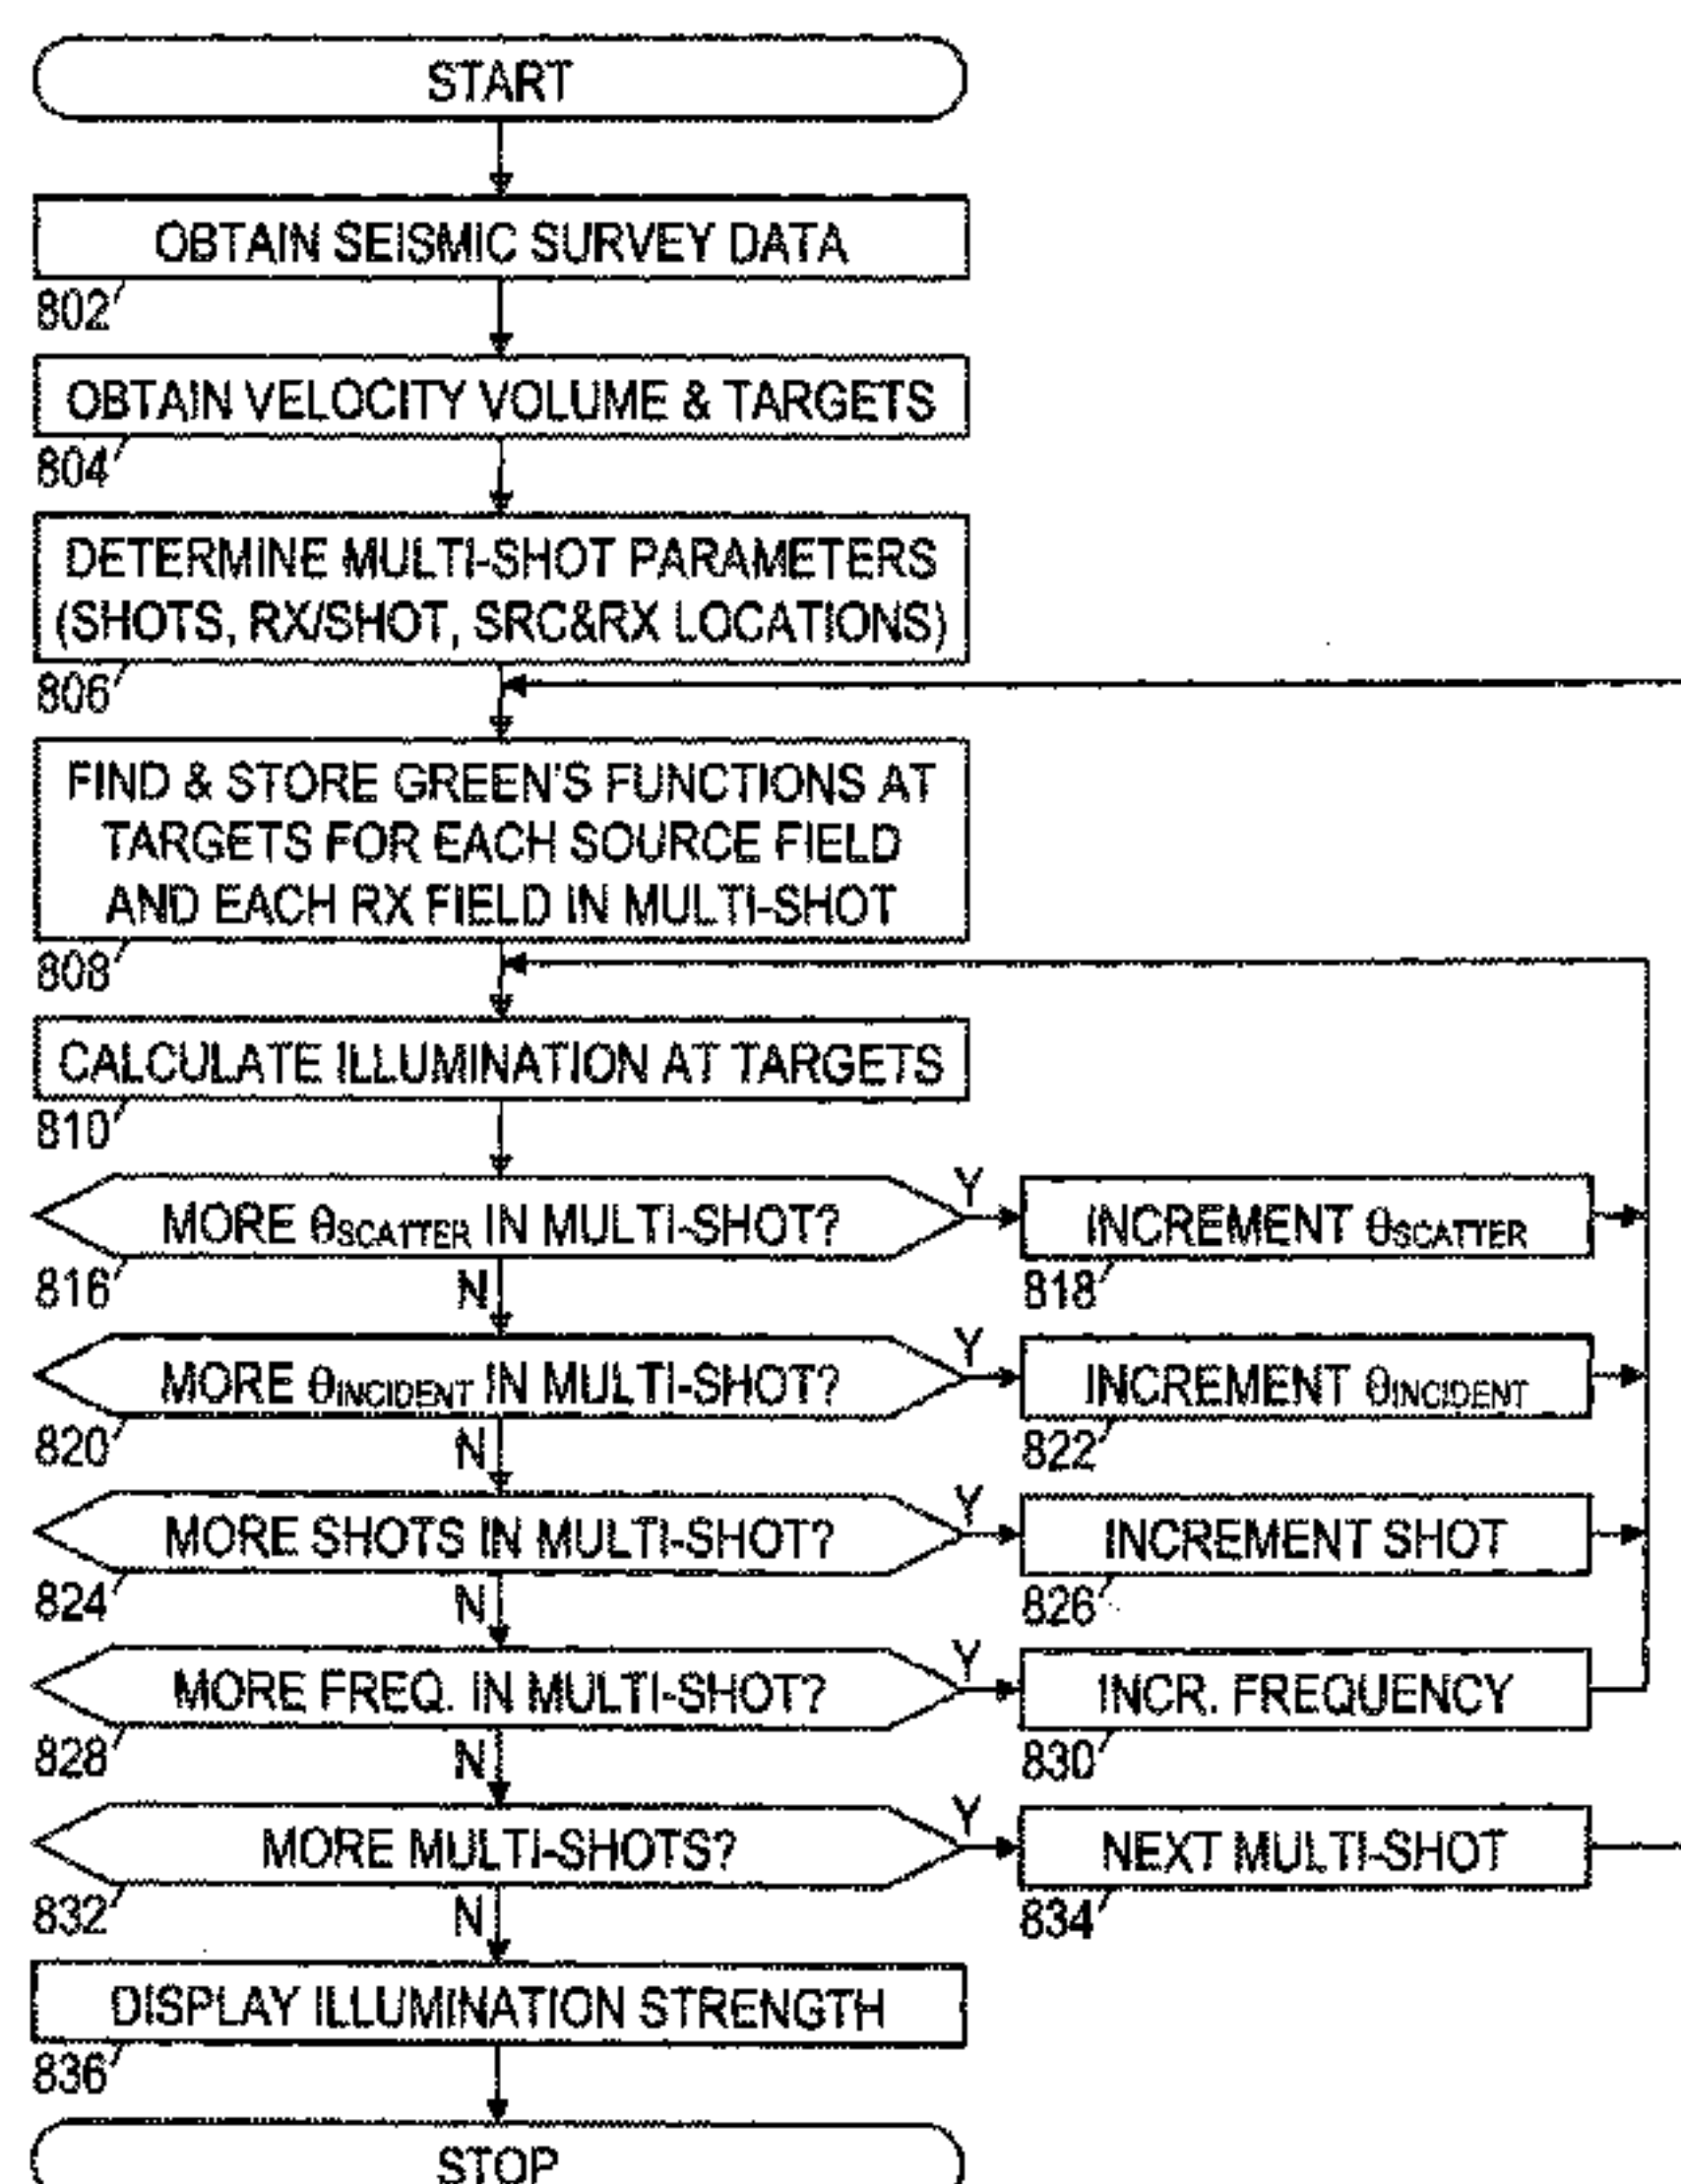 START
OBTAIN SEISMIC SURVEY DATA
802
OBTAIN VELOCITY VOLUME & TARGETS
804
DETERMINE MULTI-SHOT PARAMETERS
(SHOTS, RX/SHOT, SRC&RX LOCATIONS)
806
FIND & STORE GREEN'S FUNCTIONS AT
TARGETS FOR EACH SOURCE FIELD
AND EACH RX FIELD IN MULTI-SHOT
808
CALCULATE ILLUMINATION AT TARGETS
810
MORE θSCATTER IN MULTI-SHOT?
Y
INCREMENT θSCATTER
816
N
818
MORE θINCIDENT IN MULTI-SHOT?
Y
INCREMENT θINCIDENT
820
N
822
MORE SHOTS IN MULTI-SHOT?
Y
INCREMENT SHOT
824
N
826
MORE FREQ. IN MULTI-SHOT?
Y
INCR. FREQUENCY
828
N
830
MORE MULTI-SHOTS?
Y
NEXT MULTI-SHOT
832
N
834
DISPLAY ILLUMINATION STRENGTH
836
STOP